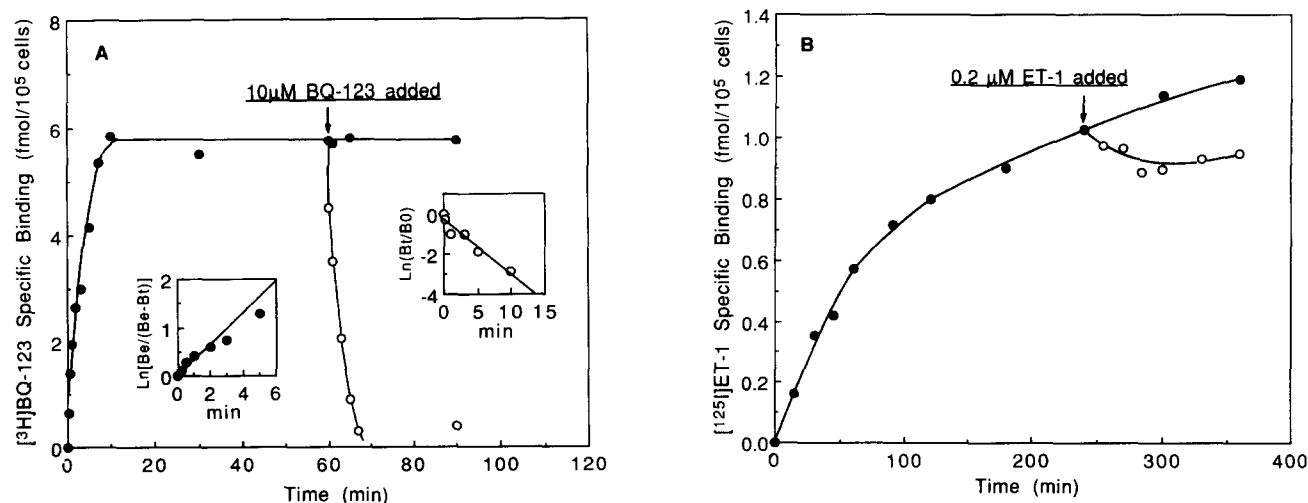 A
[³H]BQ-123 Specific Binding (fmol/10⁵ cells)
8
6
4
2
0
10μM BQ-123 added
Ln[Be/(Be-Bt)]
2
1
0
0 2 4 6
min
Ln(Bt/B0)
0
-2
-4
0 5 10 15
min
0 20 40 60 80 100 120
Time (min)
B
[¹²⁵I]ET-1 Specific Binding (fmol/10⁵ cells)
1.4
1.2
1.0
0.8
0.6
0.4
0.2
0.0
0.2 μM ET-1 added
0 100 200 300 400
Time (min)